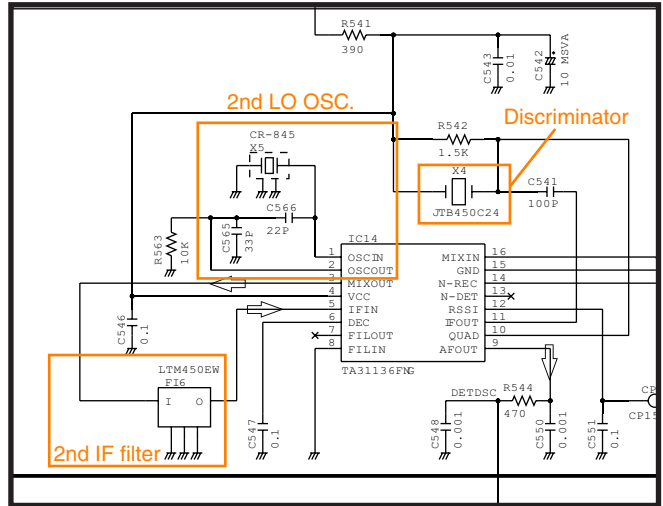 R541
390
C543
0.01
C542
10 MSVA
2nd LO OSC.
Discriminator
CR-845
X5
R542
1.5K
X4
C541
100P
JTB450C24
C566
22P
C565
33P
R563
10K
IC14
1 OSCIN MIXIN 16
2 OSCOUT GND 15
3 MIXOUT N-REC 14
4 VCC N-DET 13
5 IFIN RSSI 12
6 DEC IFOUT 11
7 FILOUT QUAD 10
8 FILIN AFOUT 9
TA31136FNG
C546
0.1
LTM450EW
FI6
I O
2nd IF filter
C547
0.1
DETDSC
R544
470
C548
0.001
C550
0.001
C551
0.1
CP
CP15